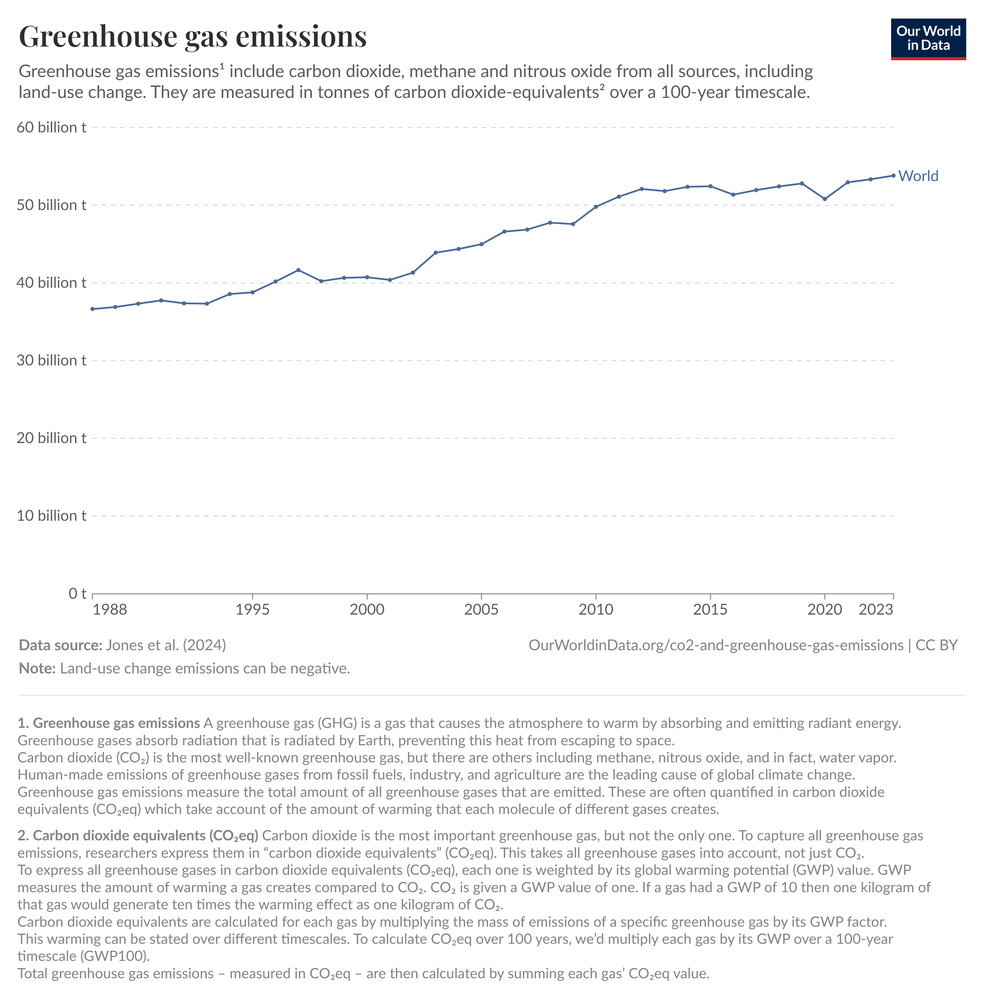 Greenhouse gas emissions
Our World
in Data
Greenhouse gas emissions¹ include carbon dioxide, methane and nitrous oxide from all sources, including
land-use change. They are measured in tonnes of carbon dioxide-equivalents² over a 100-year timescale.
60 billion t
World
50 billion t
40 billion t
30 billion t
20 billion t
10 billion t
0 t
1988 1995 2000 2005 2010 2015 2020 2023
Data source: Jones et al. (2024)
OurWorldinData.org/co2-and-greenhouse-gas-emissions | CC BY
Note: Land-use change emissions can be negative.
1. Greenhouse gas emissions A greenhouse gas (GHG) is a gas that causes the atmosphere to warm by absorbing and emitting radiant energy.
Greenhouse gases absorb radiation that is radiated by Earth, preventing this heat from escaping to space.
Carbon dioxide (CO₂) is the most well-known greenhouse gas, but there are others including methane, nitrous oxide, and in fact, water vapor.
Human-made emissions of greenhouse gases from fossil fuels, industry, and agriculture are the leading cause of global climate change.
Greenhouse gas emissions measure the total amount of all greenhouse gases that are emitted. These are often quantified in carbon dioxide
equivalents (CO₂eq) which take account of the amount of warming that each molecule of different gases creates.
2. Carbon dioxide equivalents (CO₂eq) Carbon dioxide is the most important greenhouse gas, but not the only one. To capture all greenhouse gas
emissions, researchers express them in “carbon dioxide equivalents” (CO₂eq). This takes all greenhouse gases into account, not just CO₂.
To express all greenhouse gases in carbon dioxide equivalents (CO₂eq), each one is weighted by its global warming potential (GWP) value. GWP
measures the amount of warming a gas creates compared to CO₂. CO₂ is given a GWP value of one. If a gas had a GWP of 10 then one kilogram of
that gas would generate ten times the warming effect as one kilogram of CO₂.
Carbon dioxide equivalents are calculated for each gas by multiplying the mass of emissions of a specific greenhouse gas by its GWP factor.
This warming can be stated over different timescales. To calculate CO₂eq over 100 years, we’d multiply each gas by its GWP over a 100-year
timescale (GWP100).
Total greenhouse gas emissions – measured in CO₂eq – are then calculated by summing each gas’ CO₂eq value.